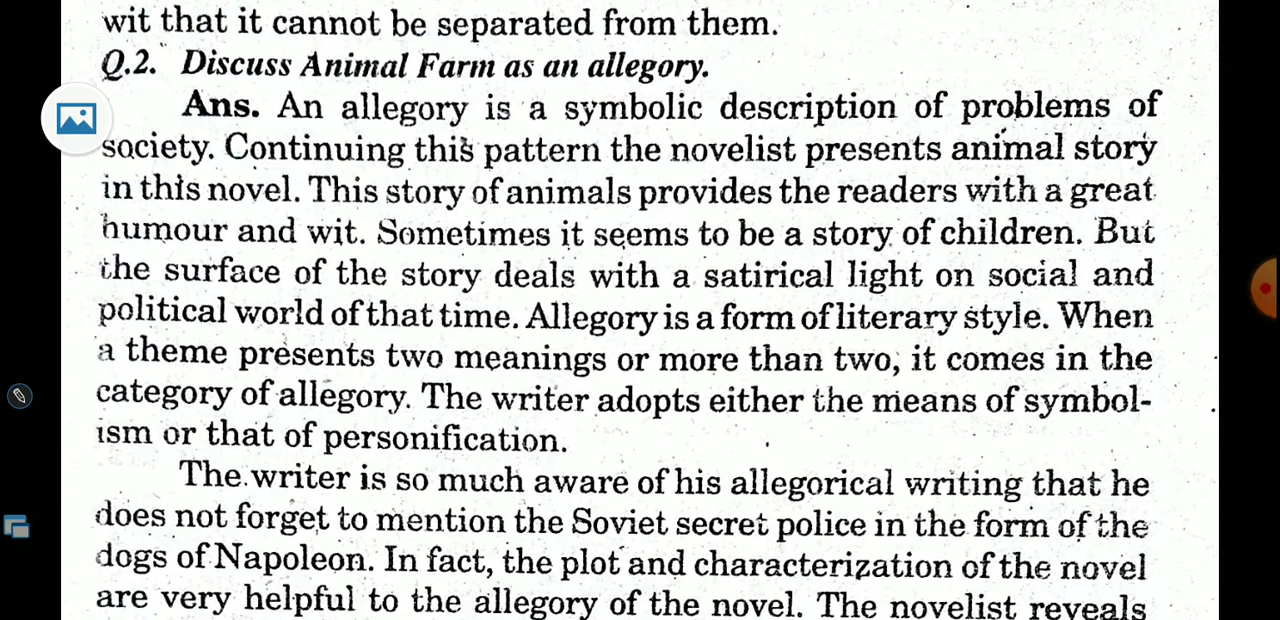 wit that it cannot be separated from them.
Q.2. Discuss Animal Farm as an allegory.
Ans. An allegory is a symbolic description of problems of
society. Continuing this pattern the novelist presents animal story
in this novel. This story of animals provides the readers with a great
humour and wit. Sometimes it seems to be a story of children. But
the surface of the story deals with a satirical light on social and
political world of that time. Allegory is a form of literary style. When
a theme presents two meanings or more than two, it comes in the
category of allegory. The writer adopts either the means of symbol-
ism or that of personification.
The writer is so much aware of his allegorical writing that he
does not forget to mention the Soviet secret police in the form of the
dogs of Napoleon. In fact, the plot and characterization of the novel
are very helpful to the allegory of the novel. The novelist reveals